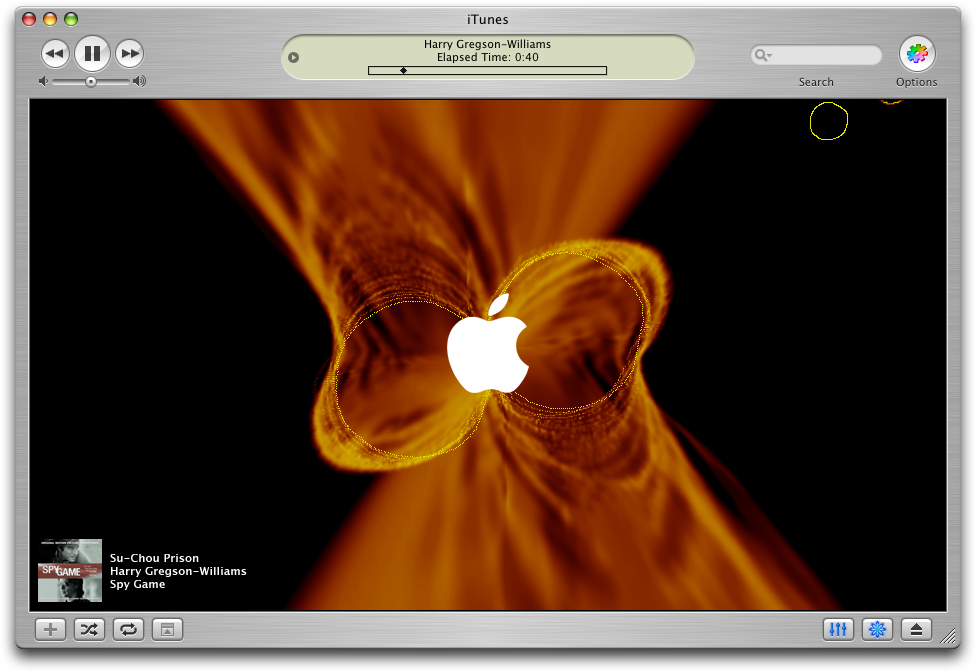 iTunes
Harry Gregson-Williams
Elapsed Time: 0:40
Search
Options
SPY GAME
Su-Chou Prison
Harry Gregson-Williams
Spy Game